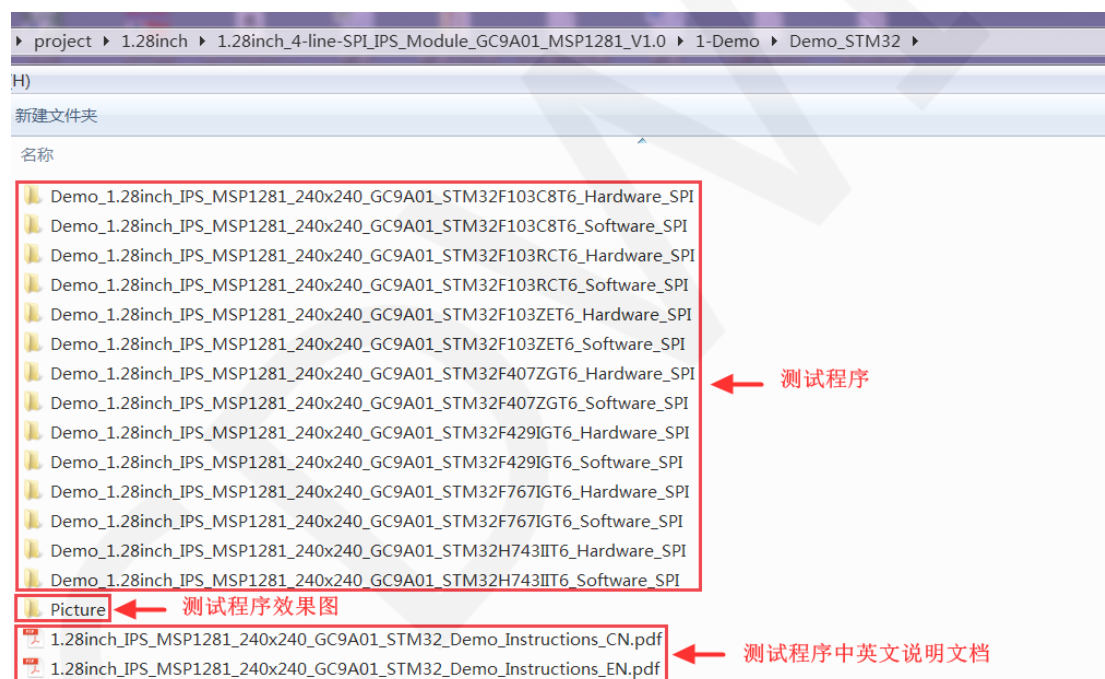 project 1.28inch 1.28inch_4-line-SPI_IPS_Module_GC9A01_MSP1281_V1.0 1-Demo Demo_STM32
(H)
新建文件夹
名称
Demo_1.28inch_IPS_MSP1281_240x240_GC9A01_STM32F103C8T6_Hardware_SPI
Demo_1.28inch_IPS_MSP1281_240x240_GC9A01_STM32F103C8T6_Software_SPI
Demo_1.28inch_IPS_MSP1281_240x240_GC9A01_STM32F103RCT6_Hardware_SPI
Demo_1.28inch_IPS_MSP1281_240x240_GC9A01_STM32F103RCT6_Software_SPI
Demo_1.28inch_IPS_MSP1281_240x240_GC9A01_STM32F103ZET6_Hardware_SPI
Demo_1.28inch_IPS_MSP1281_240x240_GC9A01_STM32F103ZET6_Software_SPI
Demo_1.28inch_IPS_MSP1281_240x240_GC9A01_STM32F407ZGT6_Hardware_SPI
测试程序
Demo_1.28inch_IPS_MSP1281_240x240_GC9A01_STM32F407ZGT6_Software_SPI
Demo_1.28inch_IPS_MSP1281_240x240_GC9A01_STM32F429IGT6_Hardware_SPI
Demo_1.28inch_IPS_MSP1281_240x240_GC9A01_STM32F429IGT6_Software_SPI
Demo_1.28inch_IPS_MSP1281_240x240_GC9A01_STM32F767IGT6_Hardware_SPI
Demo_1.28inch_IPS_MSP1281_240x240_GC9A01_STM32F767IGT6_Software_SPI
Demo_1.28inch_IPS_MSP1281_240x240_GC9A01_STM32H743IIT6_Hardware_SPI
Demo_1.28inch_IPS_MSP1281_240x240_GC9A01_STM32H743IIT6_Software_SPI
Picture 测试程序效果图
1.28inch_IPS_MSP1281_240x240_GC9A01_STM32_Demo_Instructions_CN.pdf
测试程序中英文说明文档
1.28inch_IPS_MSP1281_240x240_GC9A01_STM32_Demo_Instructions_EN.pdf